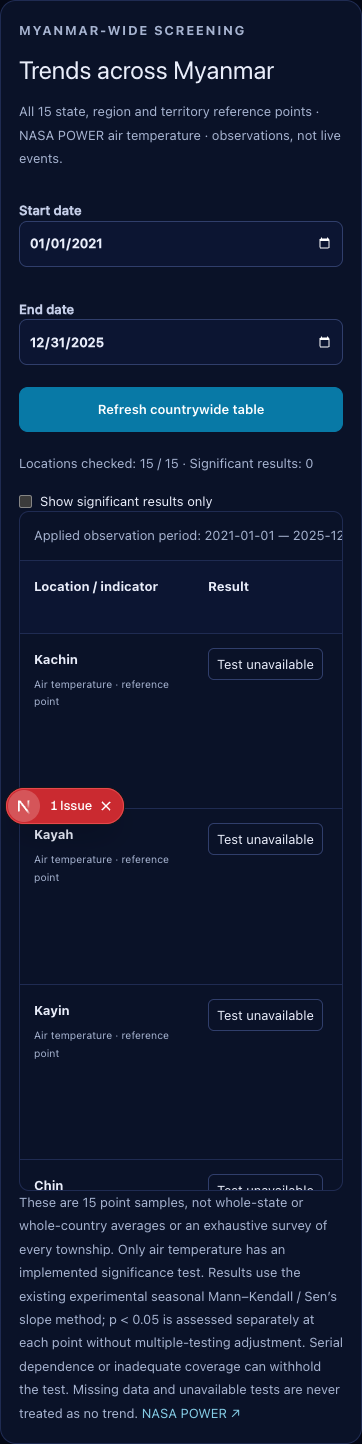 MYANMAR-WIDE SCREENING
Trends across Myanmar
All 15 state, region and territory reference points ·
NASA POWER air temperature · observations, not live
events.
Start date
01/01/2021
End date
12/31/2025
Refresh countrywide table
Locations checked: 15 / 15 · Significant results: 0
Show significant results only
Applied observation period: 2021-01-01 — 2025-12
Location / indicator Result
Kachin Test unavailable
Air temperature · reference
point
1 Issue
Kayah Test unavailable
Air temperature · reference
point
Kayin Test unavailable
Air temperature · reference
point
Chin Test unavailable
These are 15 point samples, not whole-state or
whole-country averages or an exhaustive survey of
every township. Only air temperature has an
implemented significance test. Results use the
existing experimental seasonal Mann–Kendall / Sen's
slope method; p < 0.05 is assessed separately at
each point without multiple-testing adjustment. Serial
dependence or inadequate coverage can withhold
the test. Missing data and unavailable tests are never
treated as no trend. NASA POWER ↗